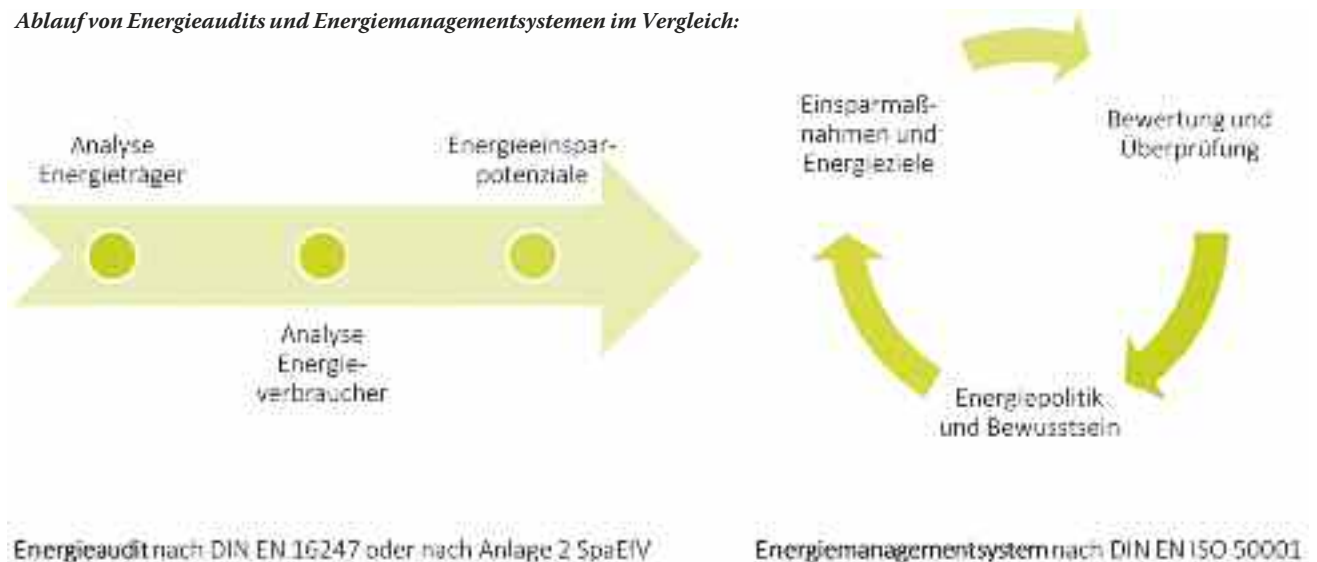 Ablauf von Energieaudits und Energiemanagementsystemen im Vergleich:
Analyse
Energieträger
Energieeinspar-
potenziale
Analyse
Energie-
verbraucher
Energieaudit nach DIN EN 16247 oder nach Anlage 2 SpaEfV
Einsparmaß-
nahmen und
Energieziele
Bewertung und
Überprüfung
Energiepolitik
und Bewusstsein
Energiemanagementsystem nach DIN EN ISO 50001